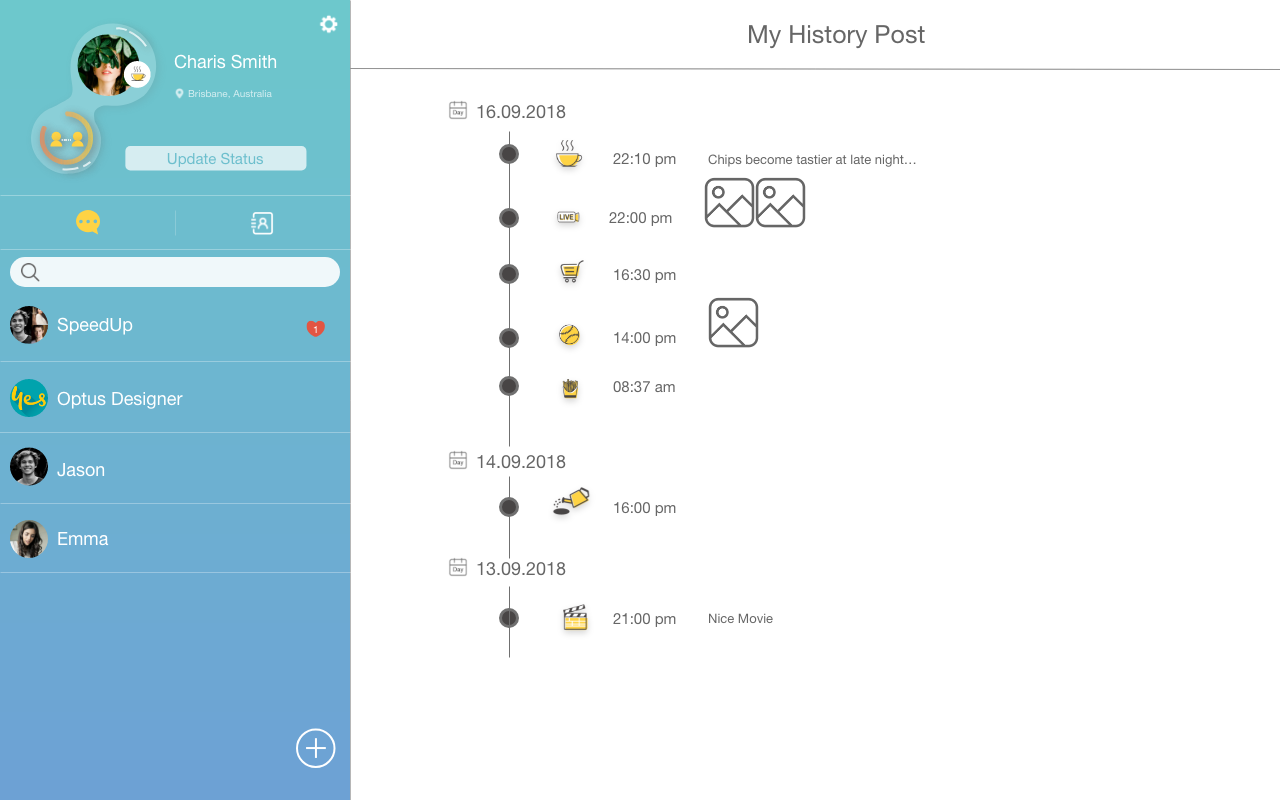 Charis Smith
Brisbane, Australia
Update Status
SpeedUp
1
Yes
Optus Designer
Jason
Emma
My History Post
Day
16.09.2018
22:10 pm
Chips become tastier at late night…
LIVE
22:00 pm
16:30 pm
14:00 pm
08:37 am
Day
14.09.2018
16:00 pm
Day
13.09.2018
21:00 pm
Nice Movie